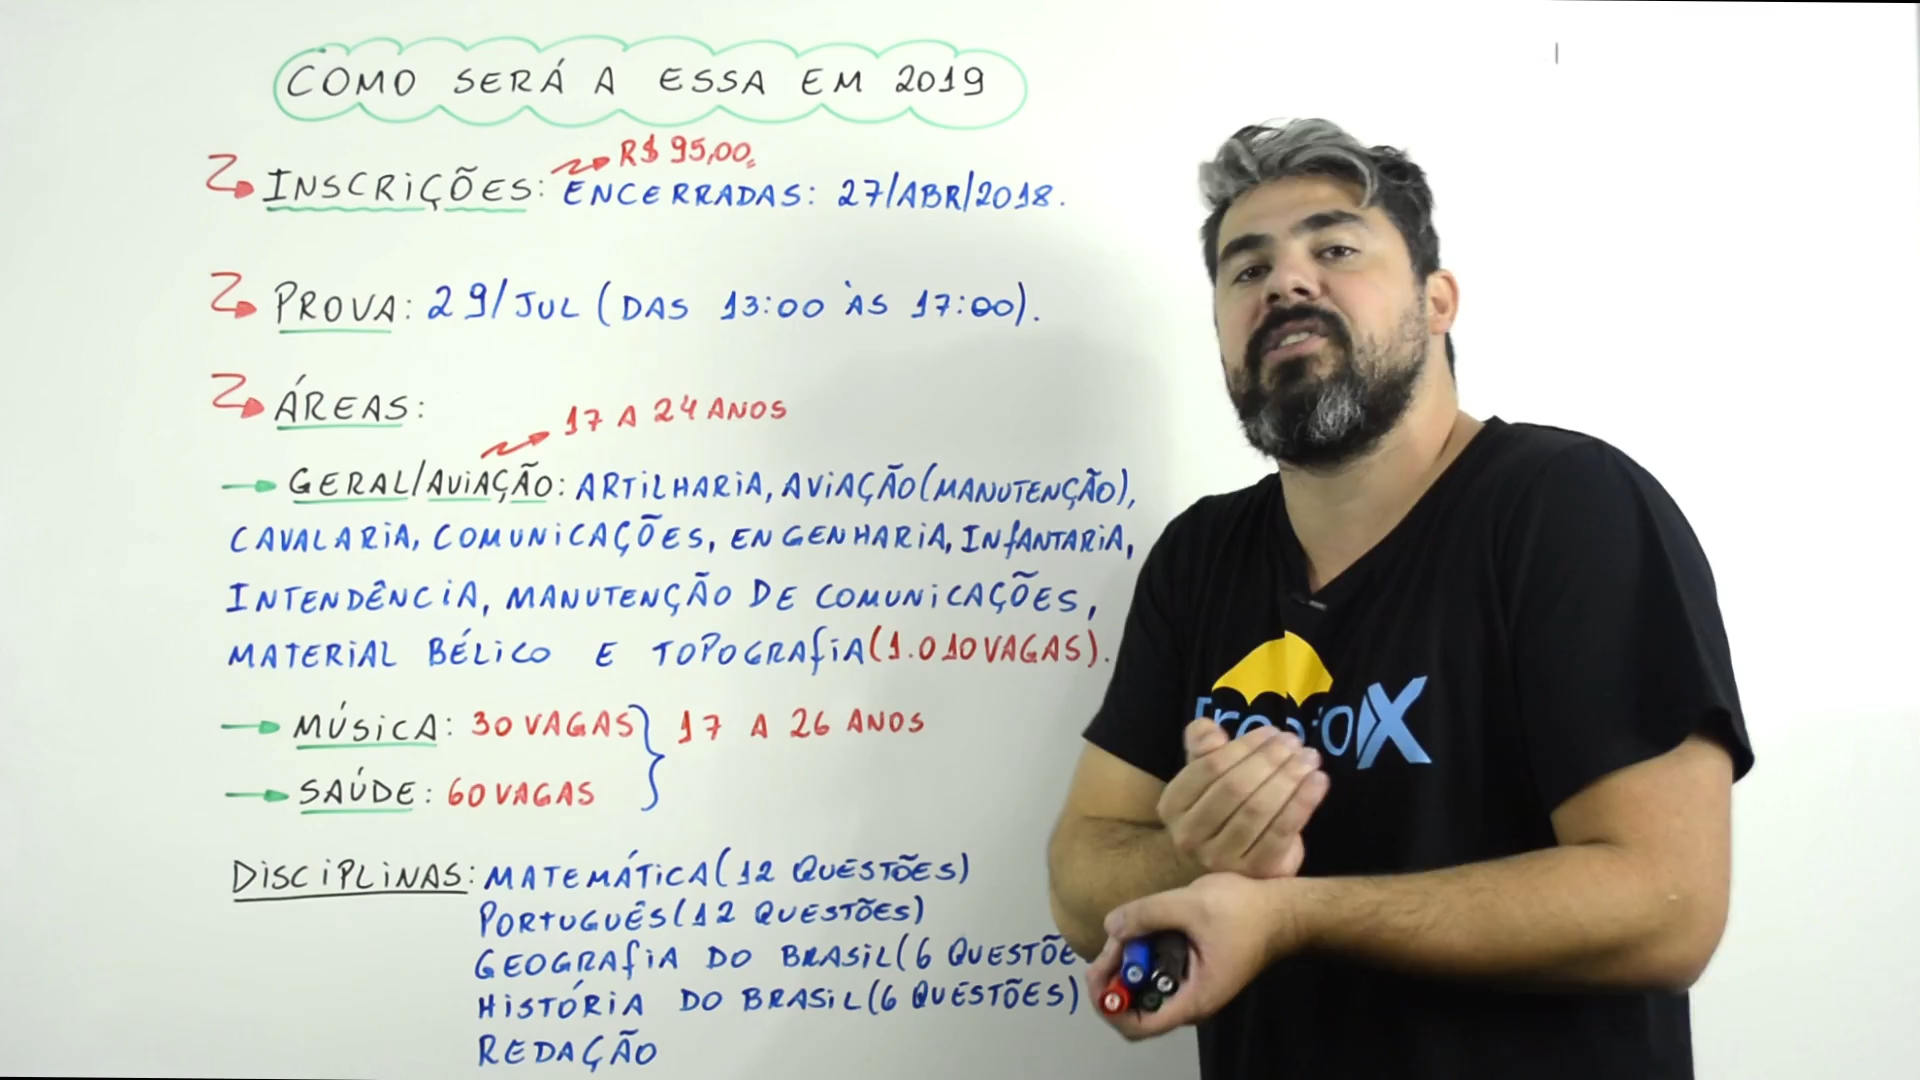 COMO SERÁ A ESSA EM 2019
R$ 95,00
INSCRIÇÕES: ENCERRADAS: 27/ABR/2018.
PROVA: 29/JUL (DAS 13:00 ÀS 17:00).
ÁREAS:
17 A 24 ANOS
GERAL/AVIAÇÃO: ARTILHARIA, AVIAÇÃO (MANUTENÇÃO),
CAVALARIA, COMUNICAÇÕES, ENGENHARIA, INFANTARIA,
INTENDÊNCIA, MANUTENÇÃO DE COMUNICAÇÕES,
MATERIAL BÉLICO E TOPOGRAFIA (1.010 VAGAS).
MÚSICA: 30 VAGAS } 17 A 26 ANOS
SAÚDE: 60 VAGAS
DISCIPLINAS: MATEMÁTICA (12 QUESTÕES)
PORTUGUÊS (12 QUESTÕES)
GEOGRAFIA DO BRASIL (6 QUESTÕE
HISTÓRIA DO BRASIL (6 QUESTÕES)
REDAÇÃO